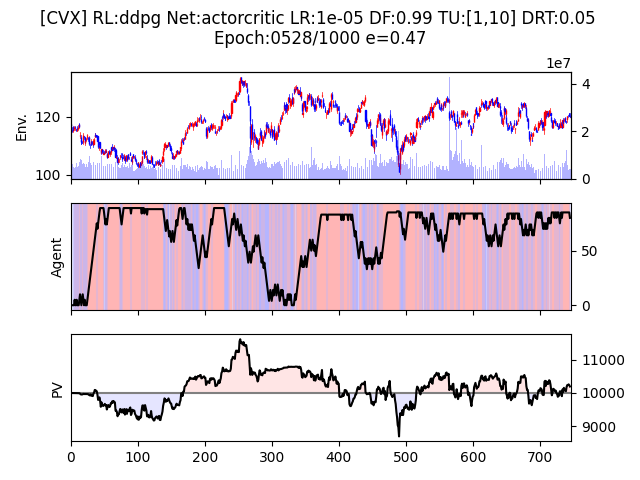 [CVX] RL:ddpg Net:actorcritic LR:1e-05 DF:0.99 TU:[1,10] DRT:0.05
Epoch:0528/1000 e=0.47
1e7
Env.
120
100
4
2
0
Agent
50
0
PV
11000
10000
9000
0 100 200 300 400 500 600 700